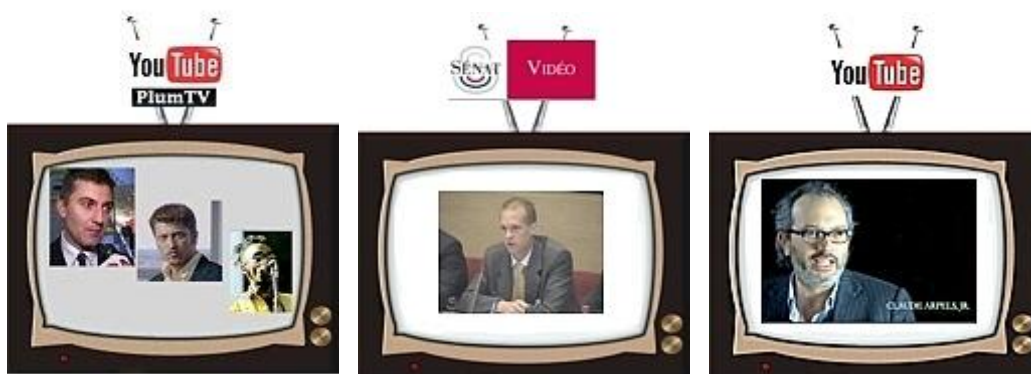 YouTube
PlumTV
SÉNAT VIDÉO
YouTube
CLAUDE ARPELS, JR.